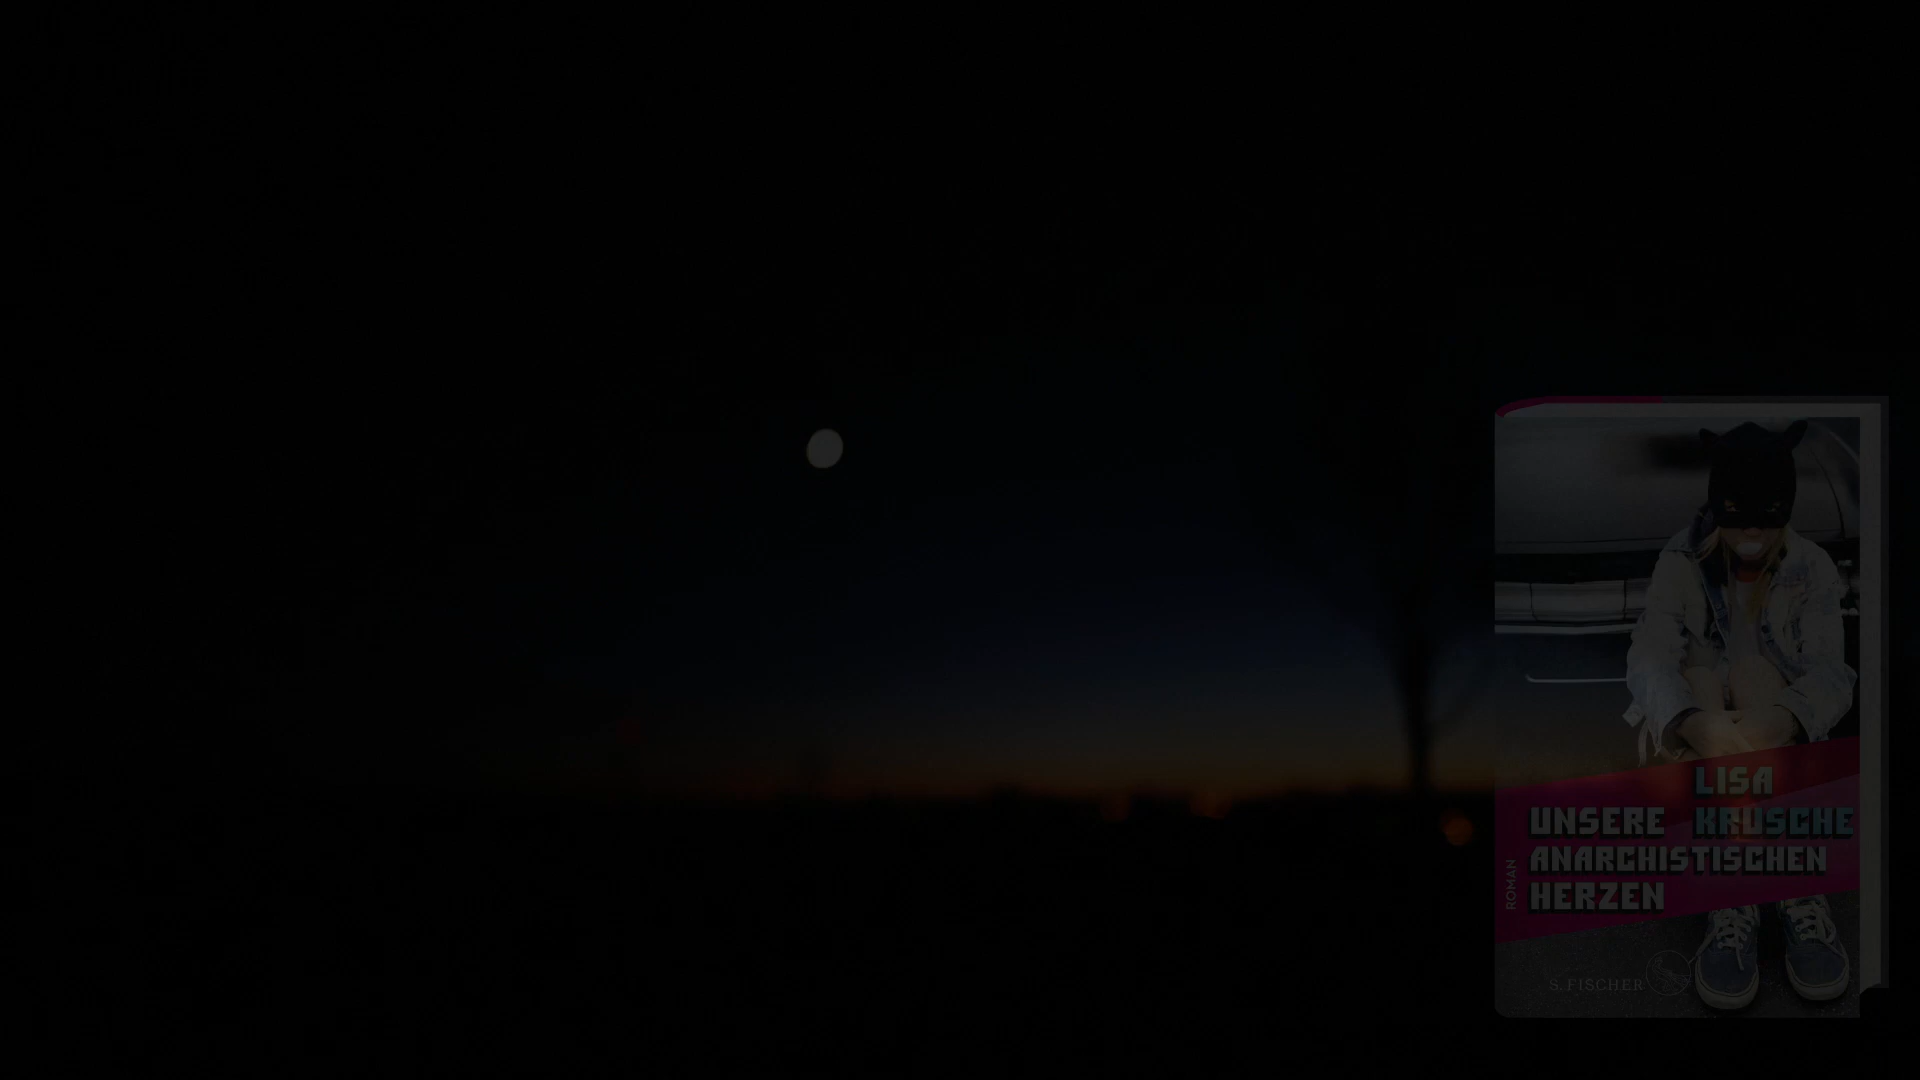 LISA
KRUSCHE
UNSERE
ANARCHISTISCHEN
HERZEN
ROMAN
S. FISCHER